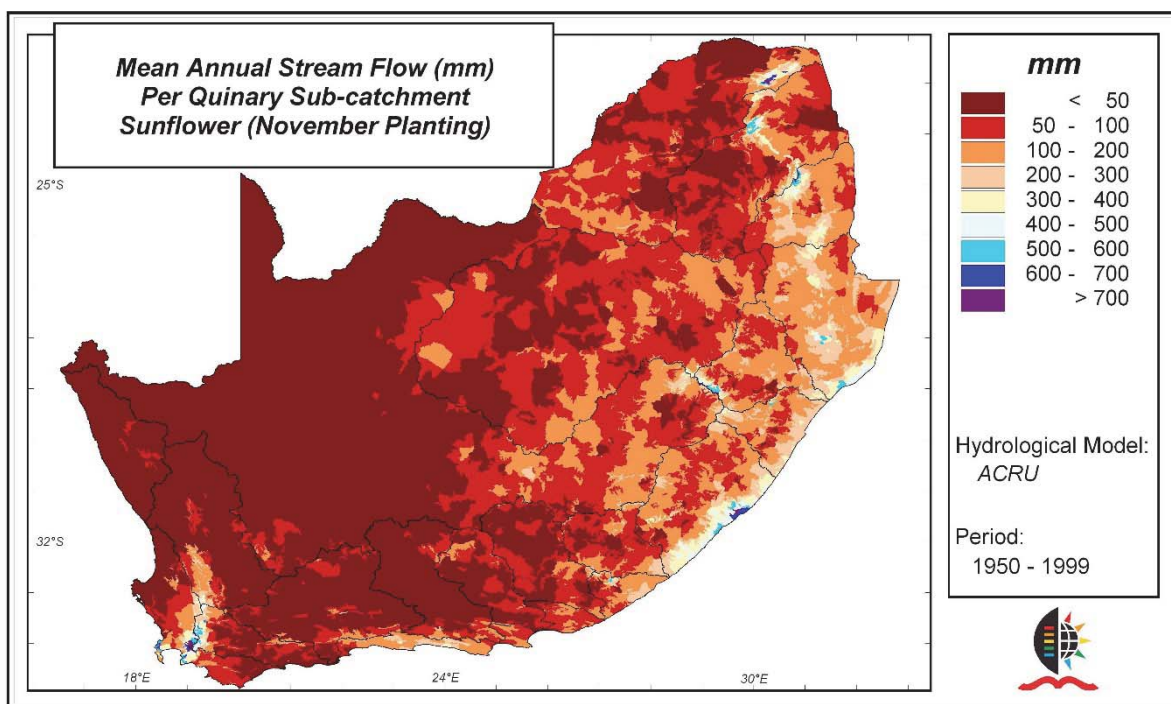 Mean Annual Stream Flow (mm)
Per Quinary Sub-catchment
Sunflower (November Planting)
25°S
32°S
18°E
24°E
30°E
mm
< 50
50 - 100
100 - 200
200 - 300
300 - 400
400 - 500
500 - 600
600 - 700
> 700
Hydrological Model:
ACRU
Period:
1950 - 1999